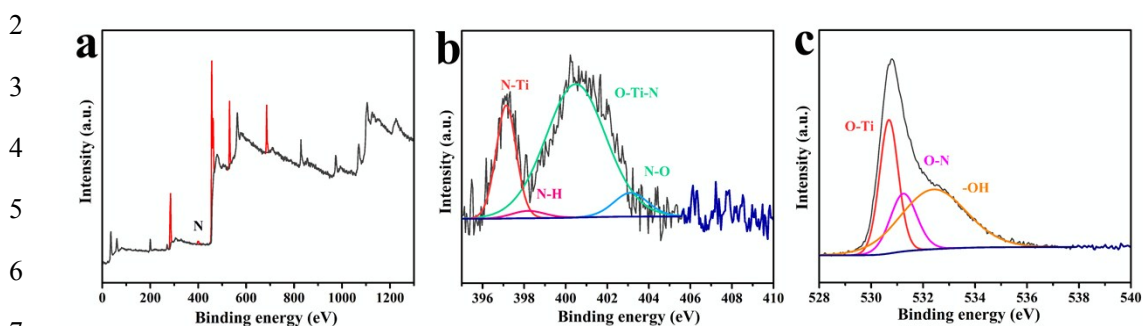 2
3
4
5
6
7
a
N
Intensity (a.u.)
0 200 400 600 800 1000 1200
Binding energy (eV)
b
N-Ti
O-Ti-N
N-H
N-O
Intensity (a.u.)
396 398 400 402 404 406 408 410
Binding energy (eV)
c
O-Ti
O-N
-OH
Intensity (a.u.)
528 530 532 534 536 538 540
Binding energy (eV)